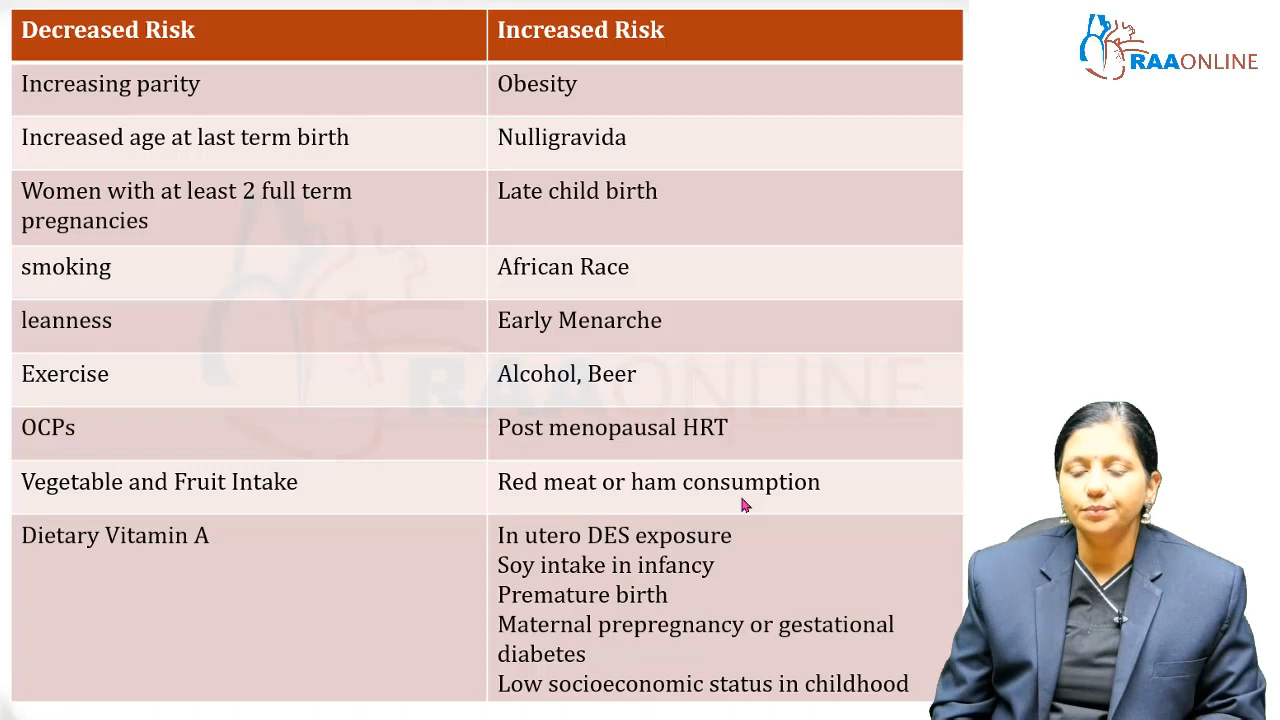 Decreased Risk
Increased Risk
Increasing parity
Obesity
Increased age at last term birth
Nulligravida
Women with at least 2 full term
pregnancies
Late child birth
smoking
African Race
leanness
Early Menarche
Exercise
Alcohol, Beer
OCPs
Post menopausal HRT
Vegetable and Fruit Intake
Red meat or ham consumption
Dietary Vitamin A
In utero DES exposure
Soy intake in infancy
Premature birth
Maternal prepregnancy or gestational
diabetes
Low socioeconomic status in childhood
RAAONLINE
RAAONLINE